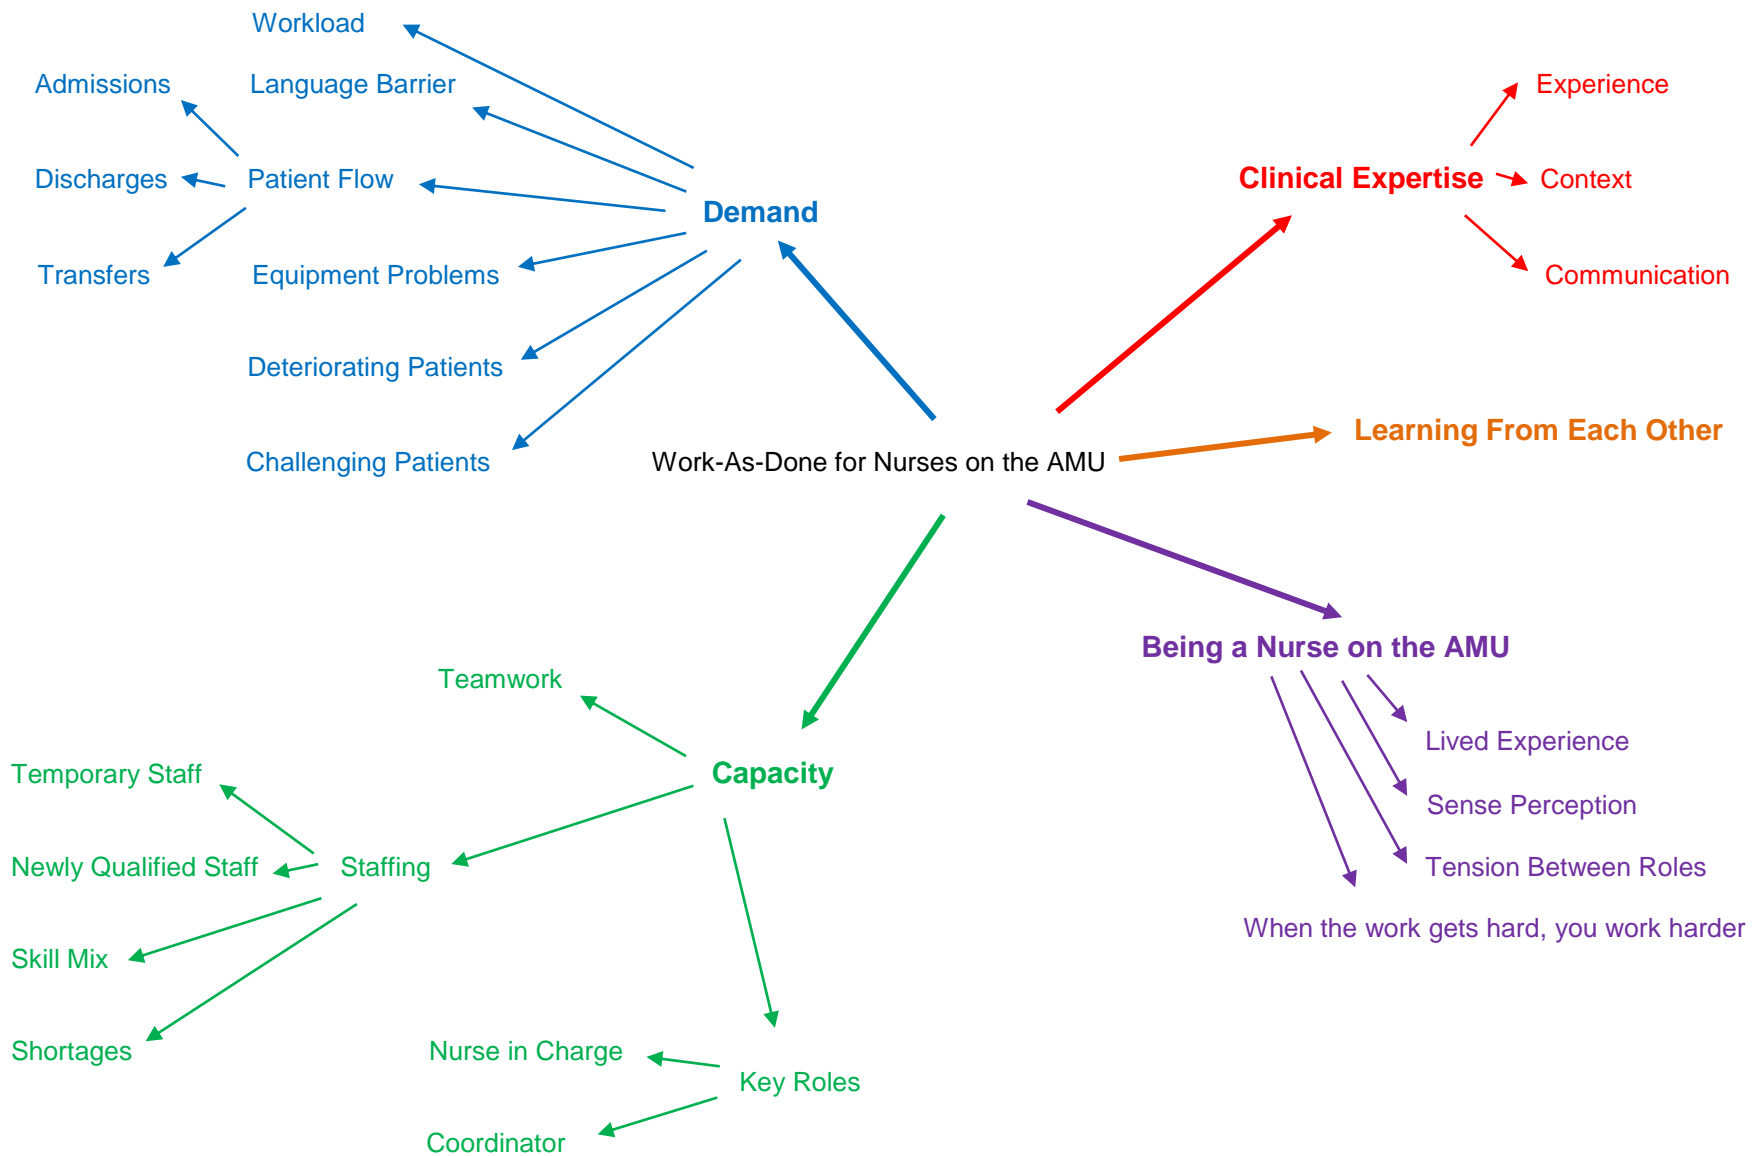 Workload
Admissions
Language Barrier
Experience
Discharges
Patient Flow
Clinical Expertise
Context
Demand
Transfers
Equipment Problems
Communication
Deteriorating Patients
Learning From Each Other
Challenging Patients
Work-As-Done for Nurses on the AMU
Being a Nurse on the AMU
Teamwork
Lived Experience
Temporary Staff
Capacity
Sense Perception
Newly Qualified Staff
Staffing
Tension Between Roles
When the work gets hard, you work harder
Skill Mix
Shortages
Nurse in Charge
Key Roles
Coordinator